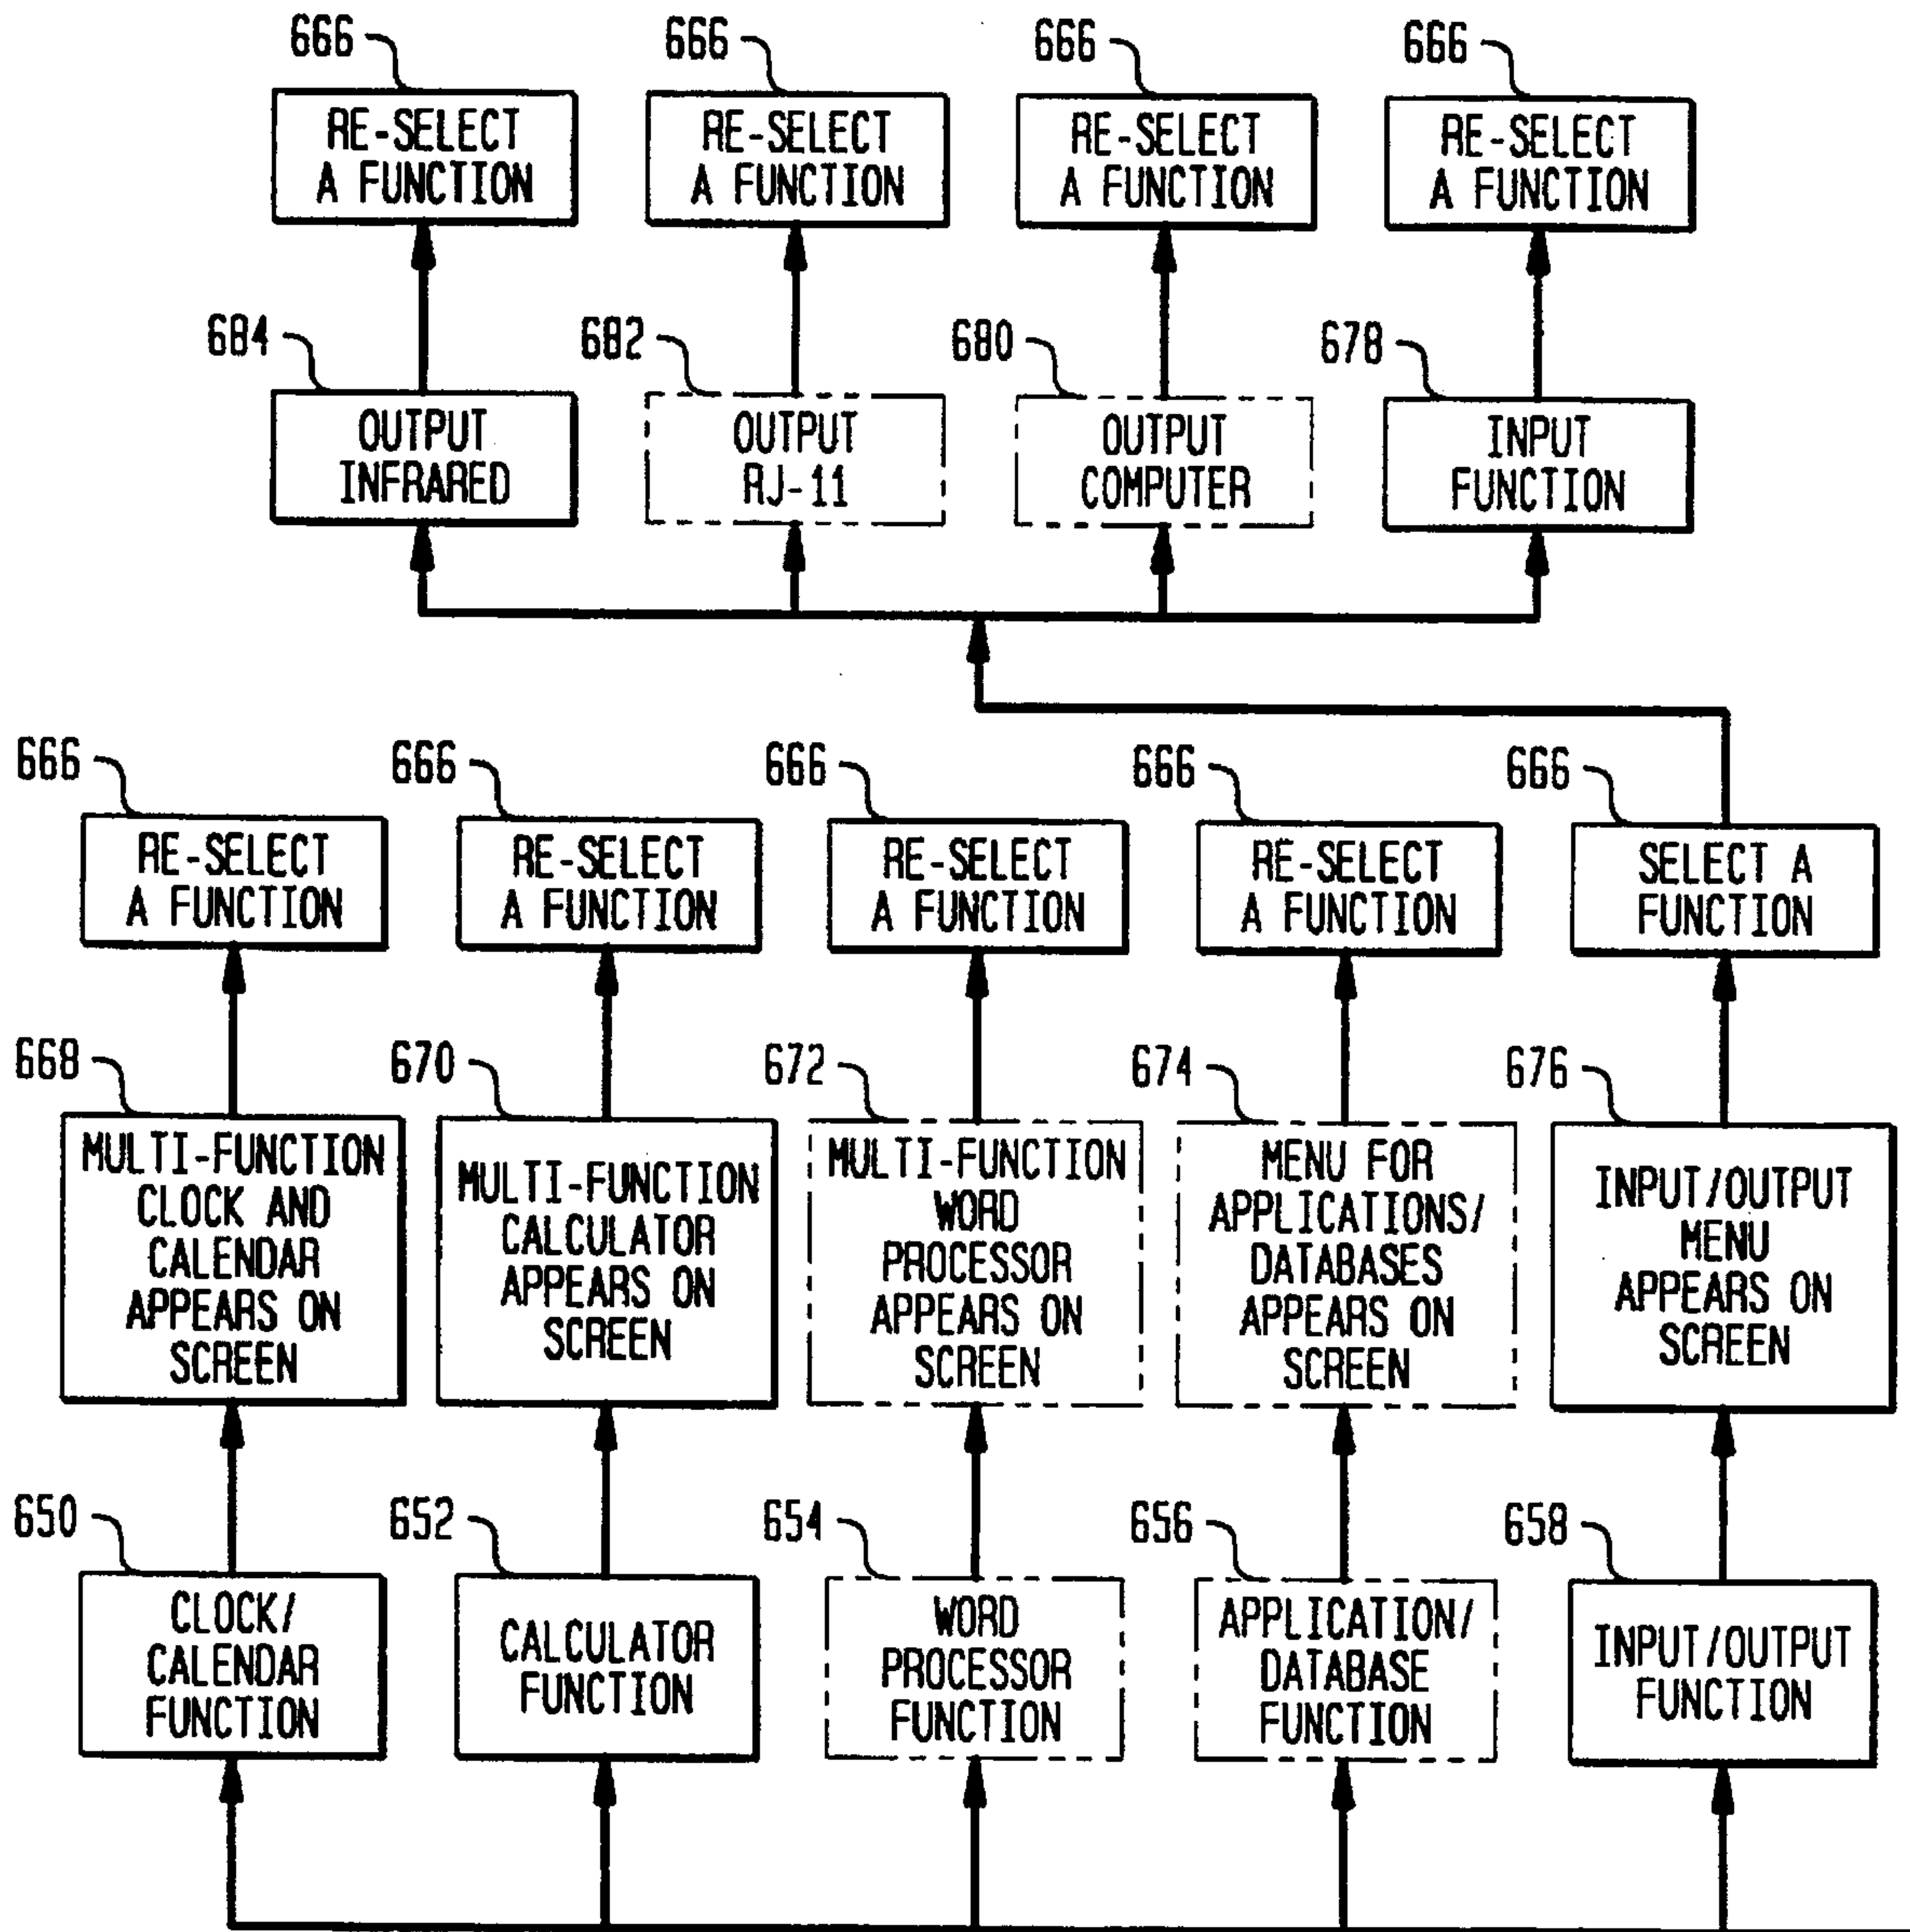 666
666
666
666
RE-SELECT
A FUNCTION
RE-SELECT
A FUNCTION
RE-SELECT
A FUNCTION
RE-SELECT
A FUNCTION
684
682
680
678
OUTPUT
INFRARED
OUTPUT
RJ-11
OUTPUT
COMPUTER
INPUT
FUNCTION
666
666
666
666
666
RE-SELECT
A FUNCTION
RE-SELECT
A FUNCTION
RE-SELECT
A FUNCTION
RE-SELECT
A FUNCTION
SELECT A
FUNCTION
668
670
672
674
676
MULTI-FUNCTION
CLOCK AND
CALENDAR
APPEARS ON
SCREEN
MULTI-FUNCTION
CALCULATOR
APPEARS ON
SCREEN
MULTI-FUNCTION
WORD
PROCESSOR
APPEARS ON
SCREEN
MENU FOR
APPLICATIONS/
DATABASES
APPEARS ON
SCREEN
INPUT/OUTPUT
MENU
APPEARS ON
SCREEN
650
652
654
656
658
CLOCK/
CALENDAR
FUNCTION
CALCULATOR
FUNCTION
WORD
PROCESSOR
FUNCTION
APPLICATION/
DATABASE
FUNCTION
INPUT/OUTPUT
FUNCTION